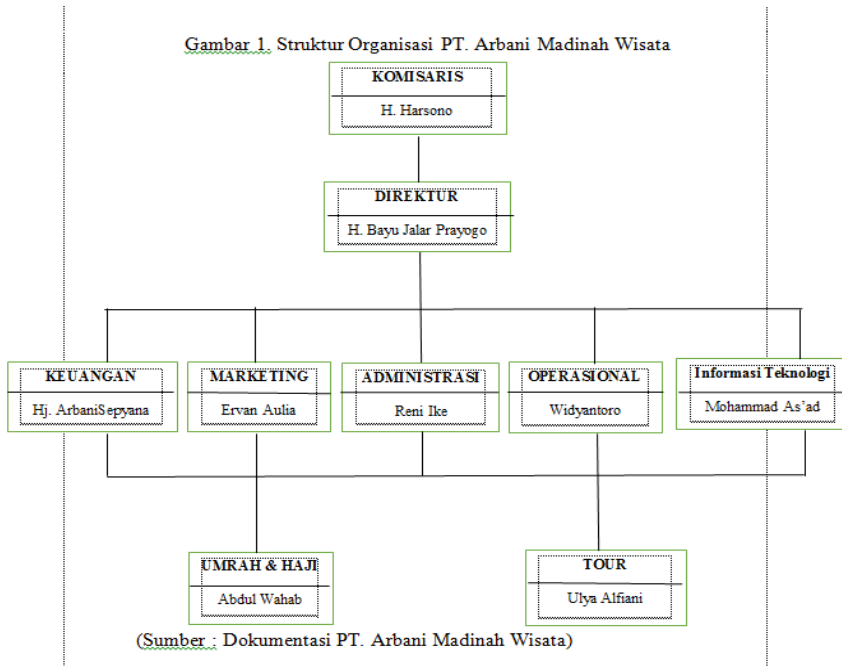 Gambar 1. Struktur Organisasi PT. Arbani Madinah Wisata
KOMISARIS
H. Harsono
DIREKTUR
H. Bayu Jalar Prayogo
KEUANGAN
Hj. ArbaniSepyana
MARKETING
Ervan Aulia
ADMINISTRASI
Reni Ike
OPERASIONAL
Widyantoro
Informasi Teknologi
Mohammad As’ad
UMRAH & HAJI
Abdul Wahab
TOUR
Ulya Alfiani
(Sumber : Dokumentasi PT. Arbani Madinah Wisata)